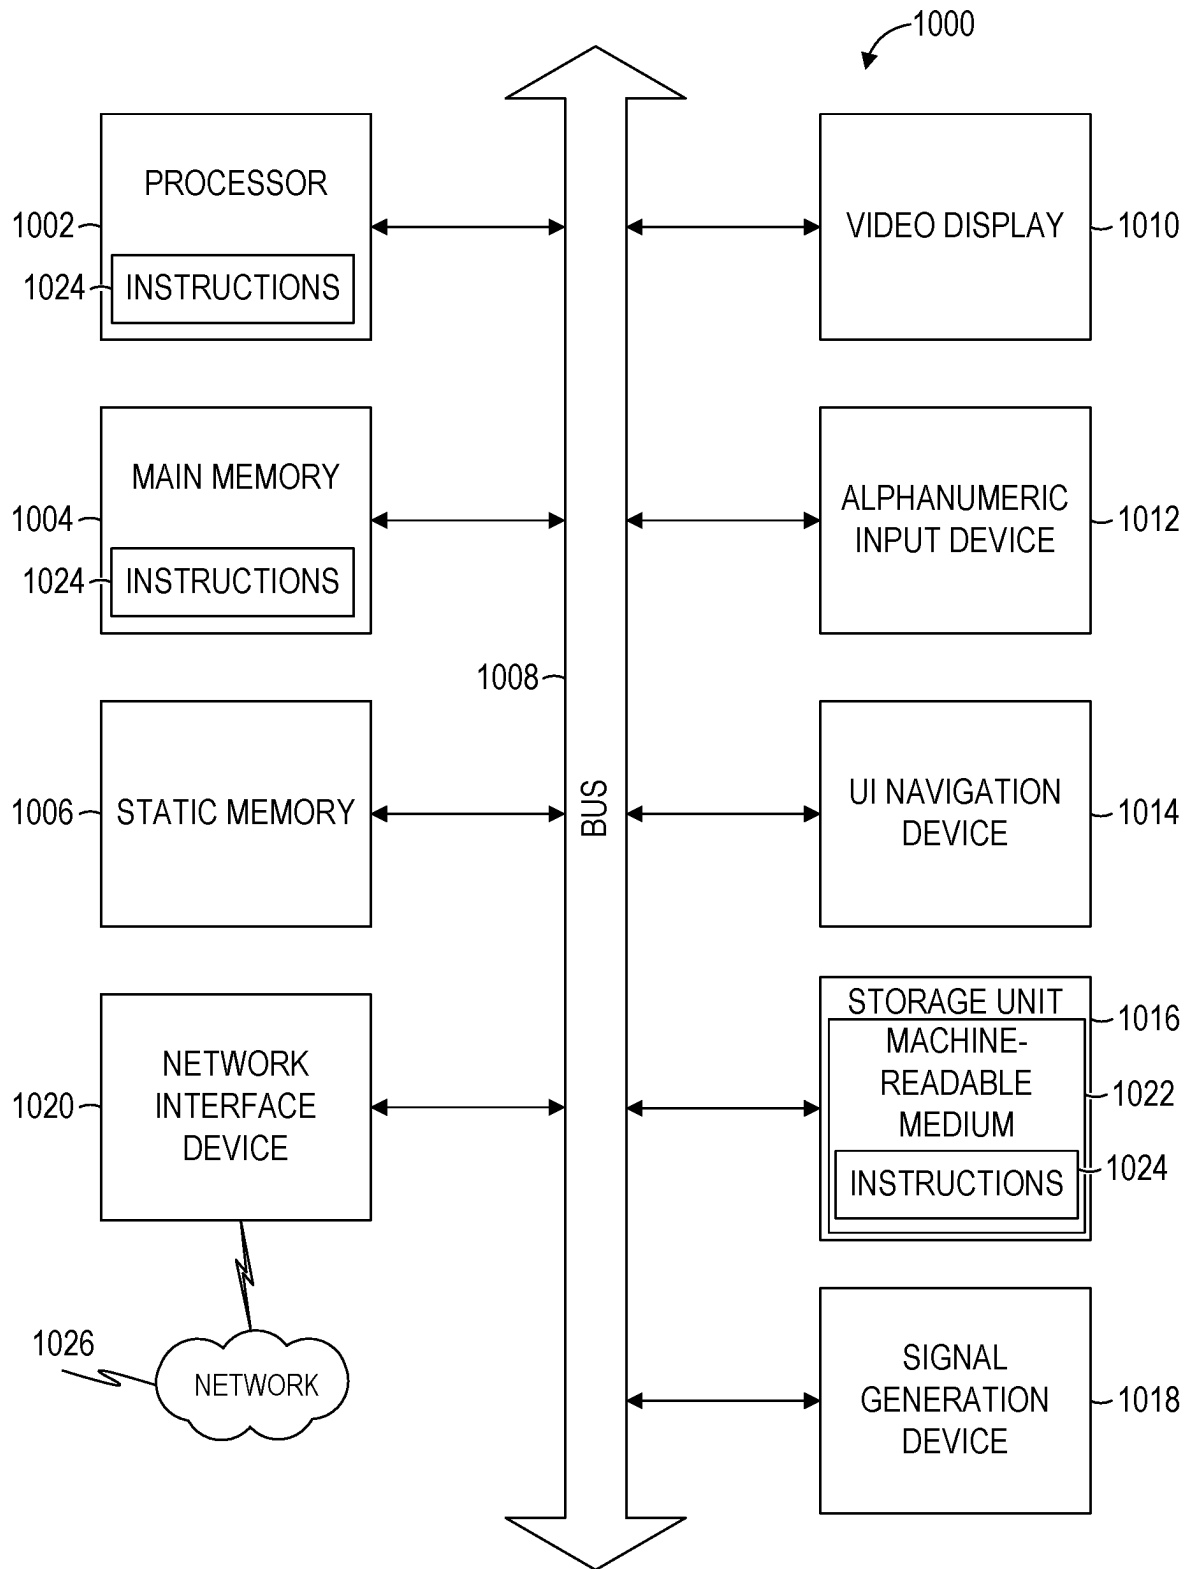 1000
PROCESSOR
1002
1024
INSTRUCTIONS
VIDEO DISPLAY
1010
MAIN MEMORY
1004
1024
INSTRUCTIONS
ALPHANUMERIC
INPUT DEVICE
1012
1008
BUS
1006
STATIC MEMORY
UI NAVIGATION
DEVICE
1014
1020
NETWORK
INTERFACE
DEVICE
STORAGE UNIT
1016
MACHINE-
READABLE
MEDIUM
1022
1024
INSTRUCTIONS
1026
NETWORK
SIGNAL
GENERATION
DEVICE
1018